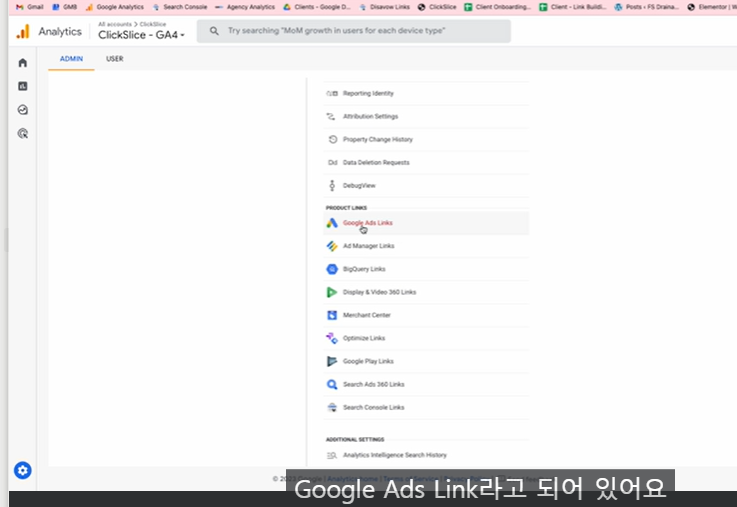 Gmail GMB Google Analytics Search Console Agency Analytics Clients - Google D... Disavow Links ClickSlice Client Onboarding... Client - Link Buildi... Posts ‹ FS Draina... Elementor | W
Analytics
All accounts > ClickSlice
ClickSlice - GA4
Try searching "MoM growth in users for each device type"
ADMIN USER
Reporting Identity
Attribution Settings
Property Change History
Dd Data Deletion Requests
DebugView
PRODUCT LINKS
Google Ads Links
Ad Manager Links
BigQuery Links
Display & Video 360 Links
Merchant Center
Optimize Links
Google Play Links
Search Ads 360 Links
Search Console Links
ADDITIONAL SETTINGS
Analytics Intelligence Search History
Google Ads Link라고 되어 있어요